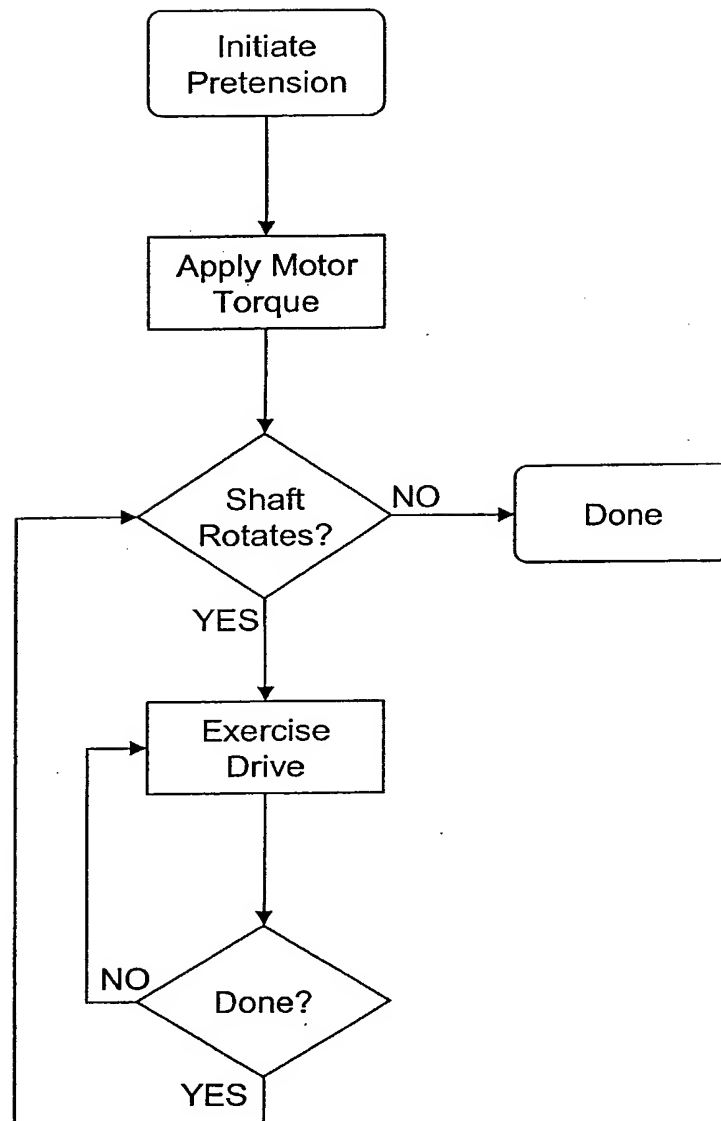 Initiate
Pretension
Apply Motor
Torque
Shaft
Rotates?
NO
Done
YES
Exercise
Drive
NO
Done?
YES